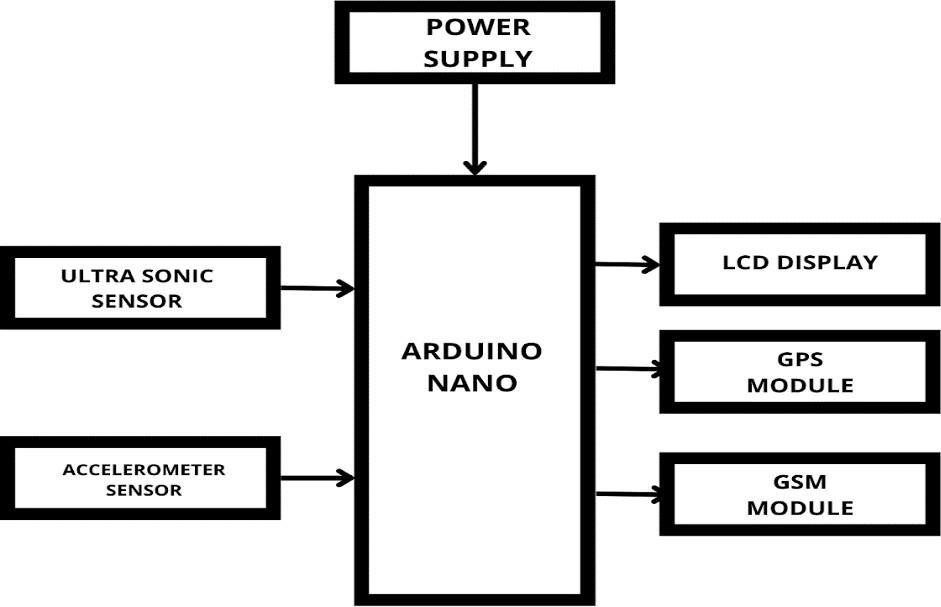 POWER
SUPPLY
ULTRA SONIC
SENSOR
ACCELEROMETER
SENSOR
ARDUINO
NANO
LCD DISPLAY
GPS
MODULE
GSM
MODULE